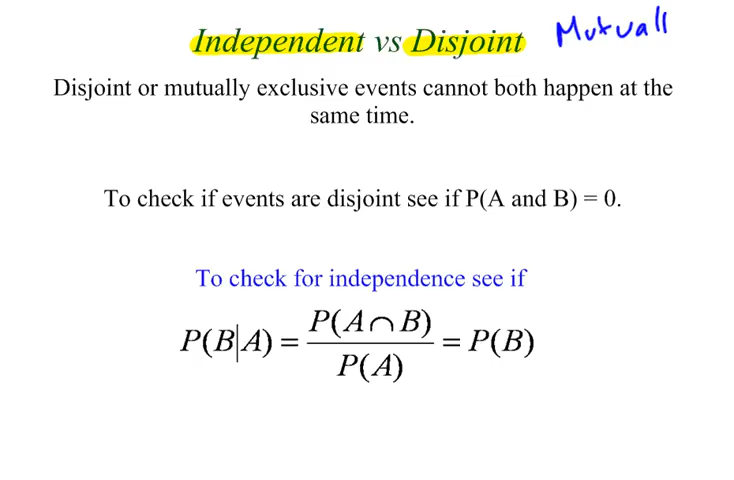 Independent vs Disjoint Mutuall
Disjoint or mutually exclusive events cannot both happen at the
same time.
To check if events are disjoint see if P(A and B) = 0.
To check for independence see if
P(B|A) = P(A∩B) / P(A) = P(B)